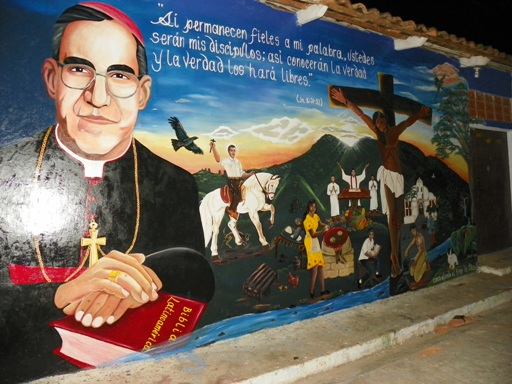 "Si permanecen fieles a mi palabra, ustedes
serán mis discípulos; así conocerán la verdad
y la verdad los hará libres."
Biblia
Latinoamérica